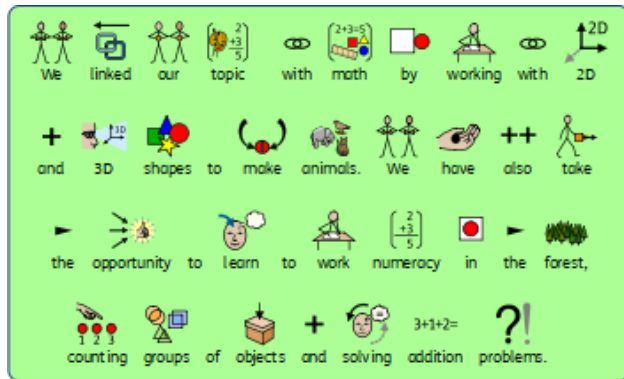 We linked our topic with math by working with 2D
and 3D shapes to make animals. We have also take
the opportunity to learn to work numeracy in the forest,
counting groups of objects and solving addition problems.